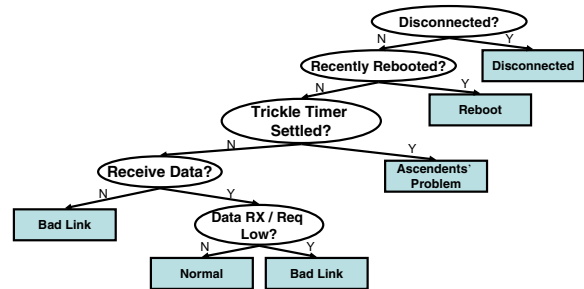 Disconnected?
N
Y
Recently Rebooted?
Disconnected
N
Y
Trickle Timer
Settled?
Reboot
N
Y
Receive Data?
Ascendents'
Problem
N
Y
Bad Link
Data RX / Req
Low?
N
Y
Normal
Bad Link